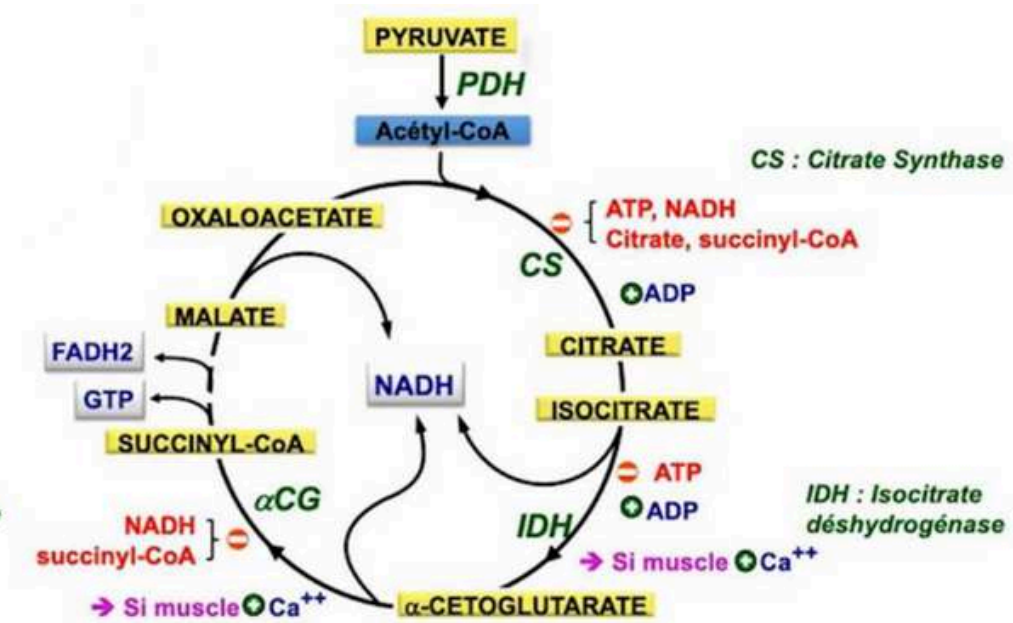 PYRUVATE
PDH
Acétyl-CoA
CS : Citrate Synthase
OXALOACETATE
ATP, NADH
Citrate, succinyl-CoA
CS
ADP
MALATE
CITRATE
FADH2
NADH
GTP
ISOCITRATE
SUCCINYL-CoA
ATP
αCG
IDH : Isocitrate
déshydrogénase
ADP
NADH
succinyl-CoA
IDH
→ Si muscle + Ca++
→ Si muscle + Ca++
α-CETOGLUTARATE